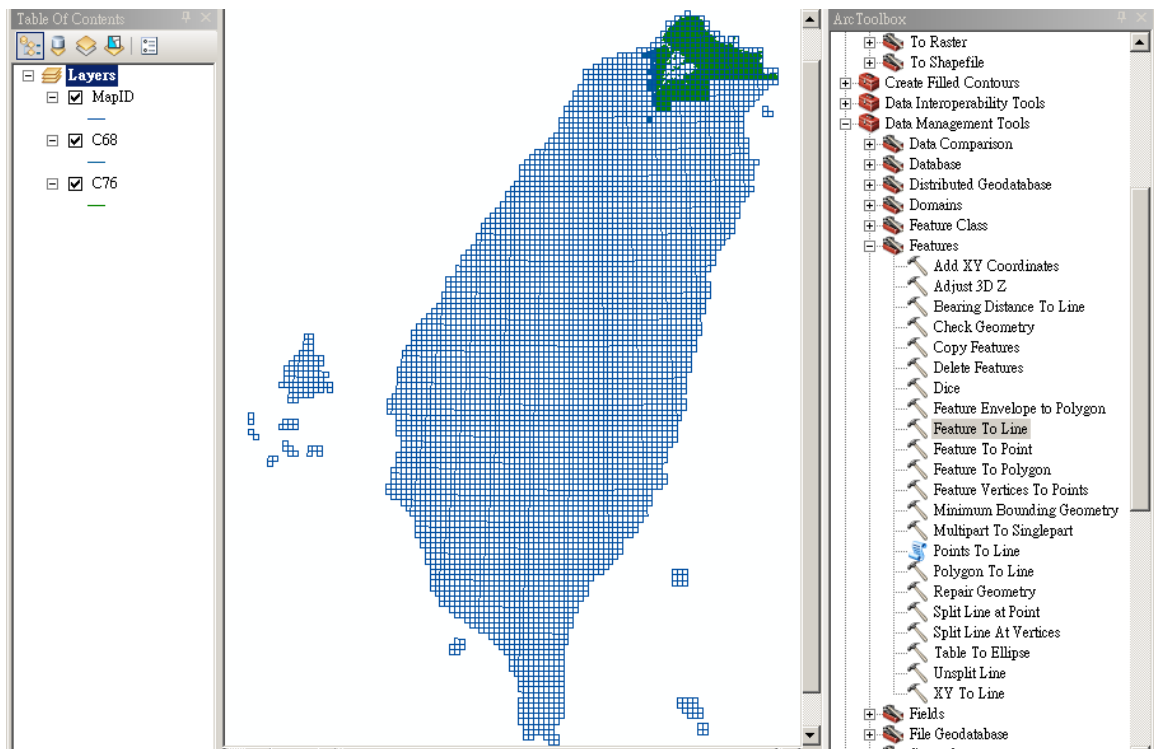 Table Of Contents
Layers
MapID
C68
C76
ArcToolbox
To Raster
To Shapefile
Create Filled Contours
Data Interoperability Tools
Data Management Tools
Data Comparison
Database
Distributed Geodatabase
Domains
Feature Class
Features
Add XY Coordinates
Adjust 3D Z
Bearing Distance To Line
Check Geometry
Copy Features
Delete Features
Dice
Feature Envelope to Polygon
Feature To Line
Feature To Point
Feature To Polygon
Feature Vertices To Points
Minimum Bounding Geometry
Multipart To Singlepart
Points To Line
Polygon To Line
Repair Geometry
Split Line at Point
Split Line At Vertices
Table To Ellipse
Unsplit Line
XY To Line
Fields
File Geodatabase